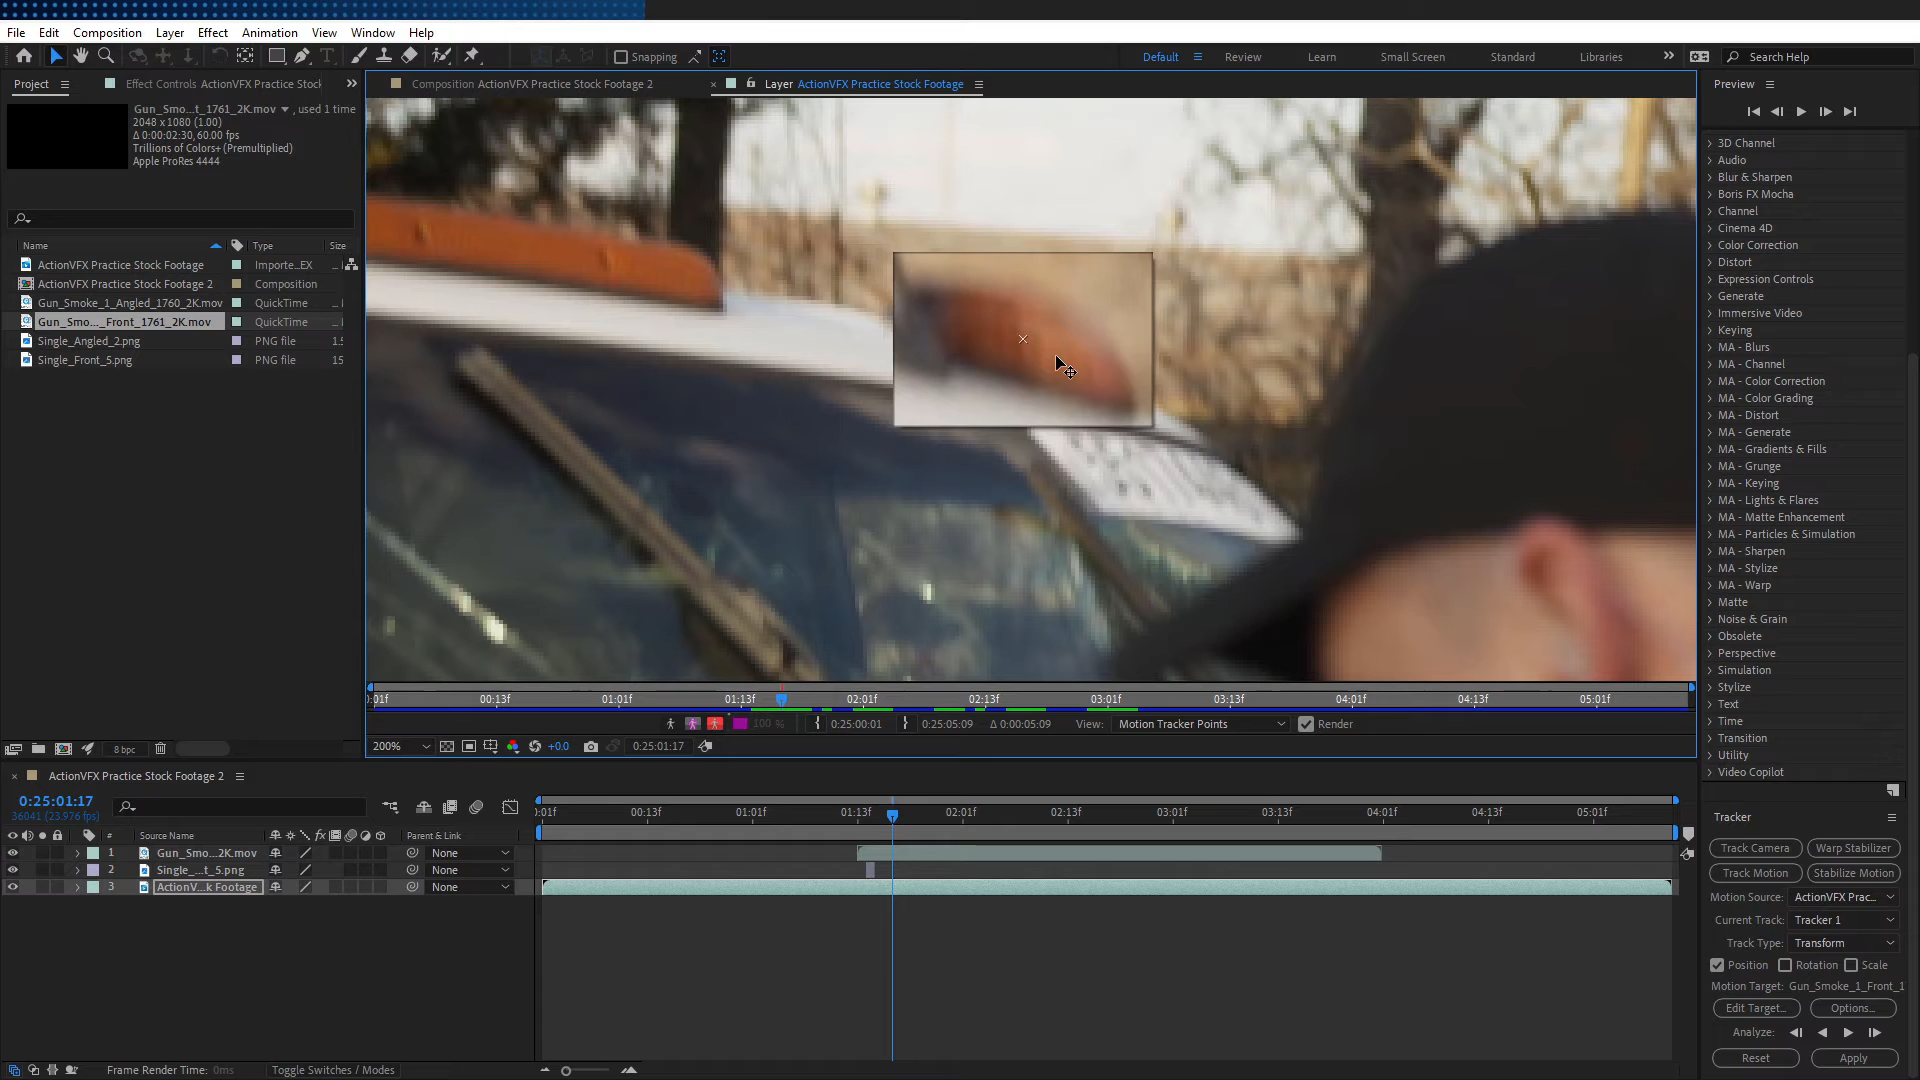 File Edit Composition Layer Effect Animation View Window Help
Snapping Default Review Learn Small Screen Standard Libraries Search Help
Project Effect Controls ActionVFX Practice Stock
Composition ActionVFX Practice Stock Footage 2
Layer ActionVFX Practice Stock Footage
Preview
Gun_Smo...t_1761_2K.mov , used 1 time
2048 x 1080 (1.00)
Δ 0:00:02:30, 60.00 fps
Trillions of Colors+ (Premultiplied)
Apple ProRes 4444
Name Type Size
ActionVFX Practice Stock Footage Importe...EX
ActionVFX Practice Stock Footage 2 Composition
Gun_Smoke_1_Angled_1760_2K.mov QuickTime
Gun_Smo..._Front_1761_2K.mov QuickTime
Single_Angled_2.png PNG file 1.5
Single_Front_5.png PNG file 15
8 bpc
3D Channel
Audio
Blur & Sharpen
Boris FX Mocha
Channel
Cinema 4D
Color Correction
Distort
Expression Controls
Generate
Immersive Video
Keying
MA - Blurs
MA - Channel
MA - Color Correction
MA - Color Grading
MA - Distort
MA - Generate
MA - Gradients & Fills
MA - Grunge
MA - Keying
MA - Lights & Flares
MA - Matte Enhancement
MA - Particles & Simulation
MA - Sharpen
MA - Stylize
MA - Warp
Matte
Noise & Grain
Obsolete
Perspective
Simulation
Stylize
Text
Time
Transition
Utility
Video Copilot
:01f 00:13f 01:01f 01:13f 02:01f 02:13f 03:01f 03:13f 04:01f 04:13f 05:01f
100 % 0:25:00:01 0:25:05:09 Δ 0:00:05:09 View: Motion Tracker Points Render
200% +0.0 0:25:01:17
ActionVFX Practice Stock Footage 2
0:25:01:17
36041 (23.976 fps)
:01f 00:13f 01:01f 01:13f 02:01f 02:13f 03:01f 03:13f 04:01f 04:13f 05:01f
# Source Name fx Parent & Link
1 Gun_Smo...2K.mov None
2 Single_...t_5.png None
3 ActionV...k Footage None
Frame Render Time: 0ms Toggle Switches / Modes
Tracker
Track Camera Warp Stabilizer
Track Motion Stabilize Motion
Motion Source: ActionVFX Prac...
Current Track: Tracker 1
Track Type: Transform
Position Rotation Scale
Motion Target: Gun_Smoke_1_Front_1
Edit Target... Options...
Analyze:
Reset Apply